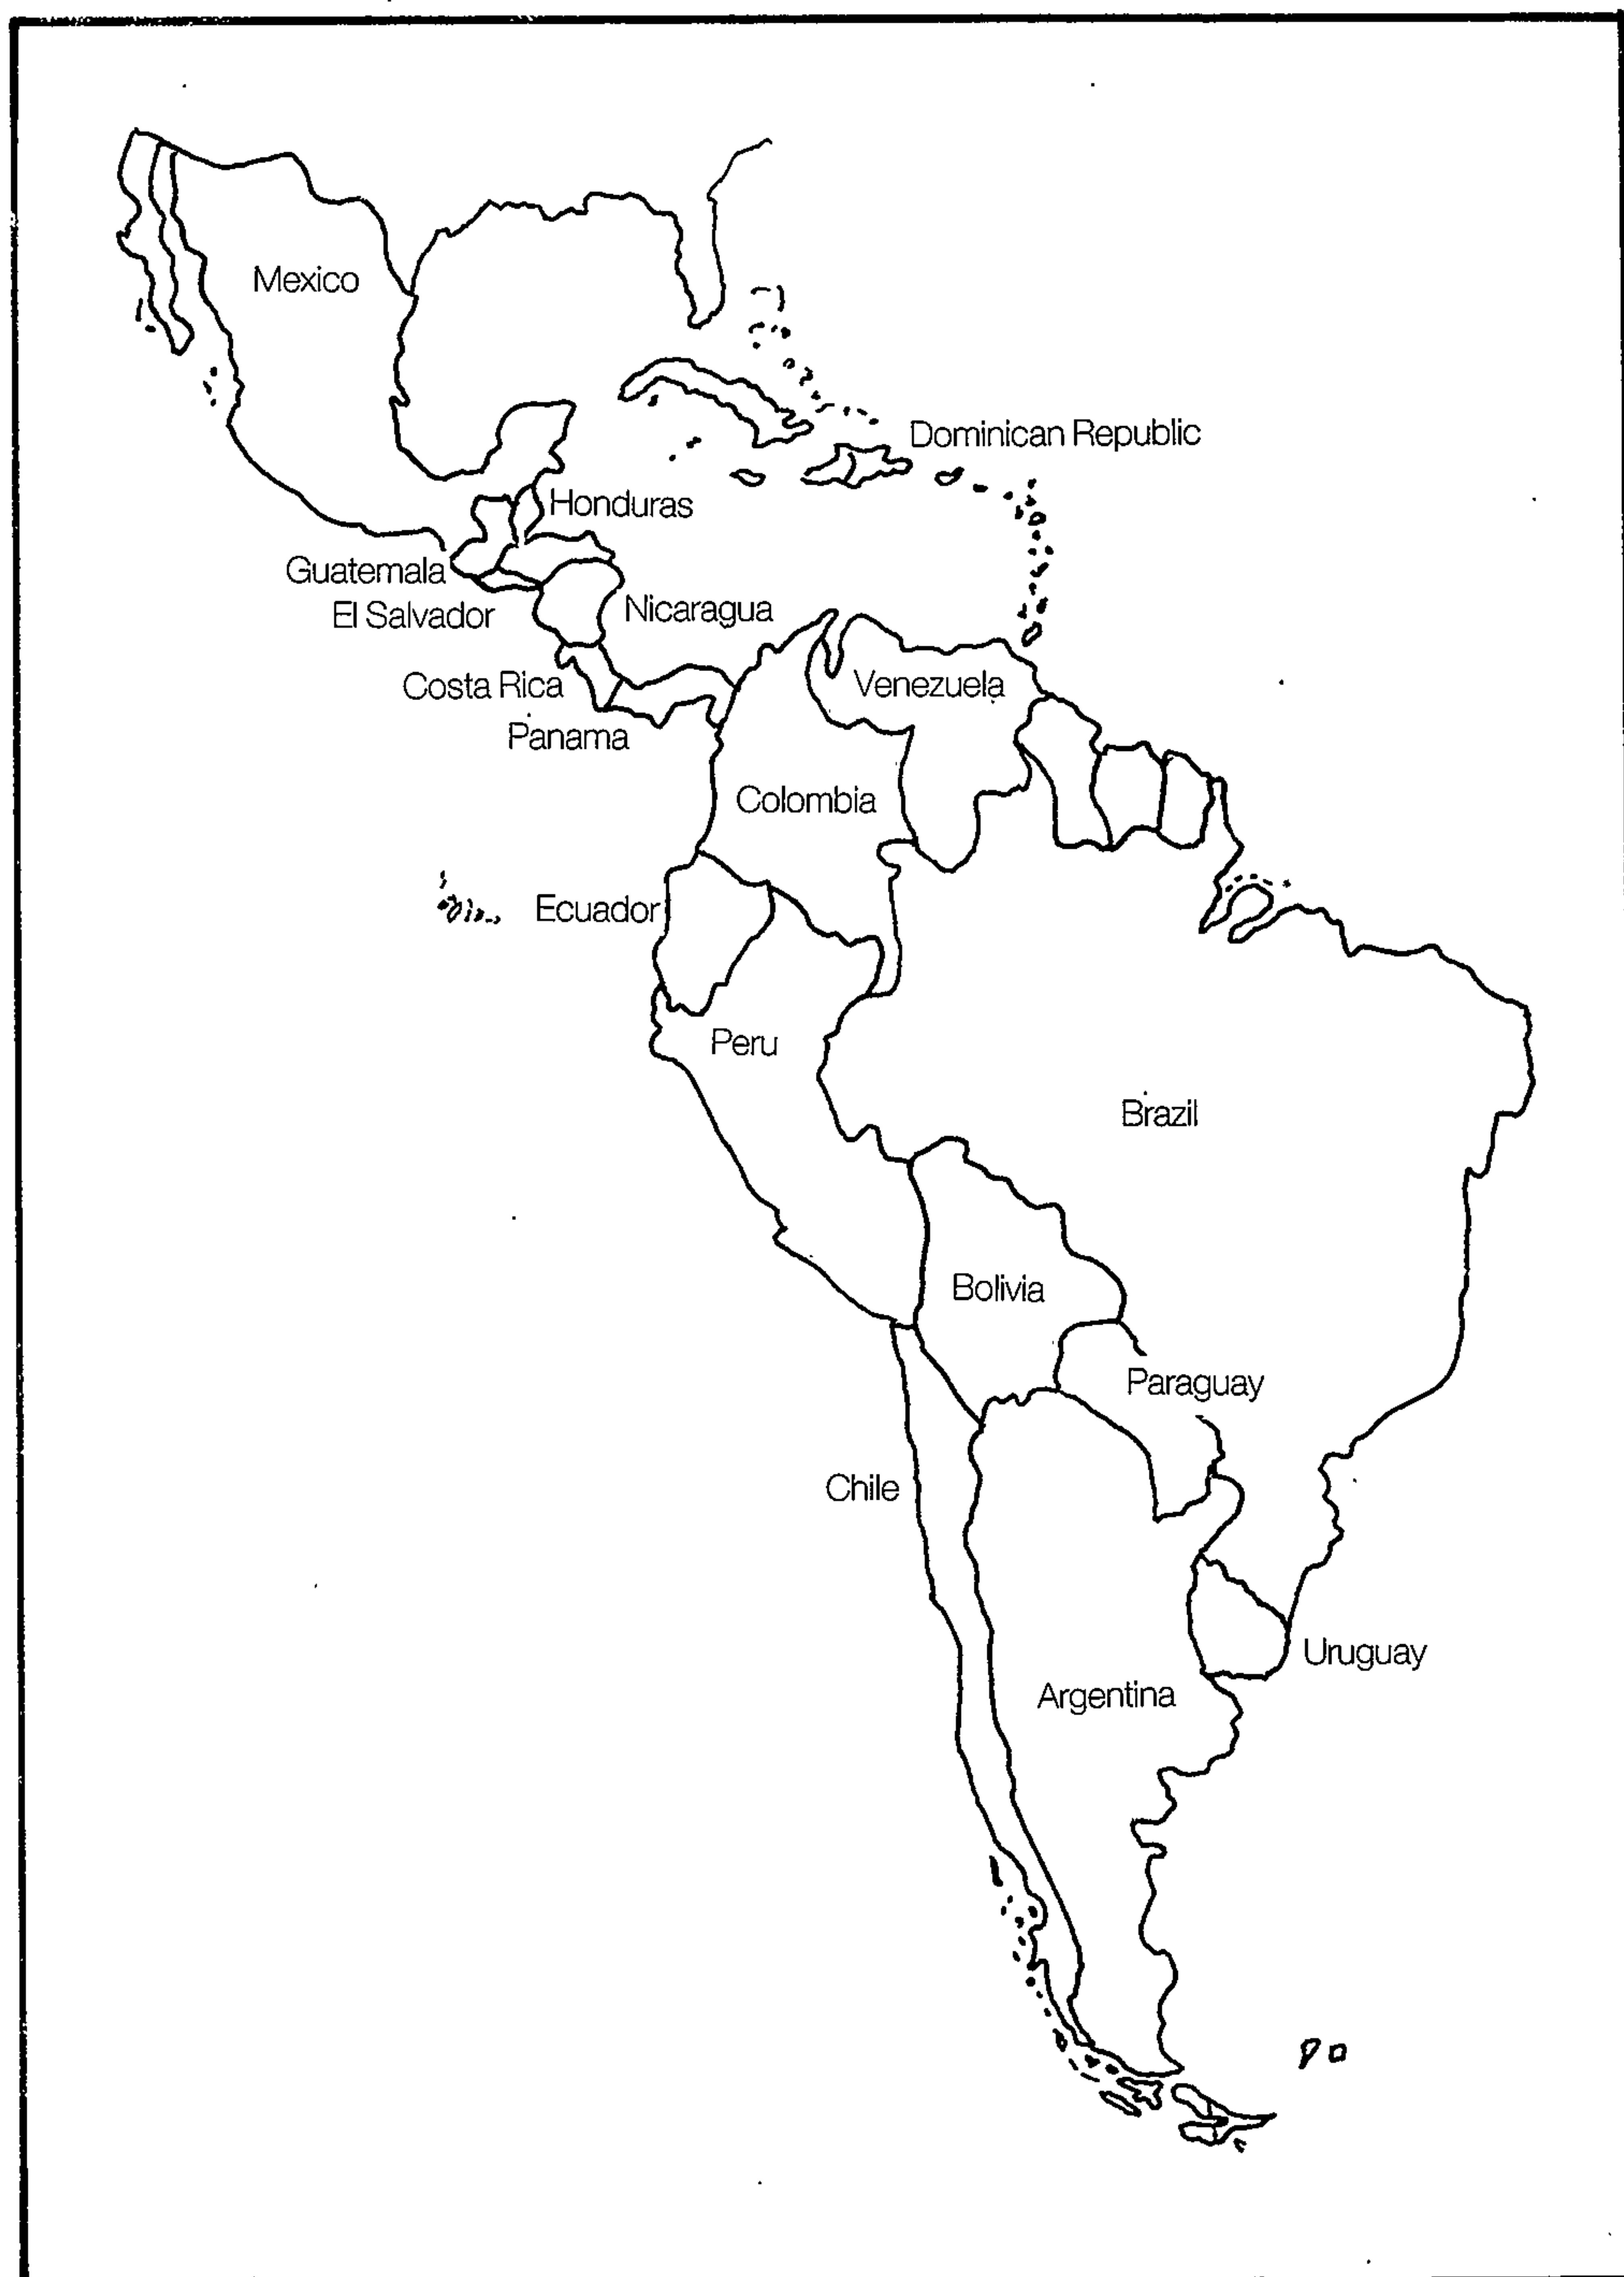 Mexico
Dominican Republic
Honduras
Guatemala
El Salvador
Nicaragua
Costa Rica
Venezuela
Panama
Colombia
Ecuador
Peru
Brazil
Bolivia
Paraguay
Chile
Uruguay
Argentina